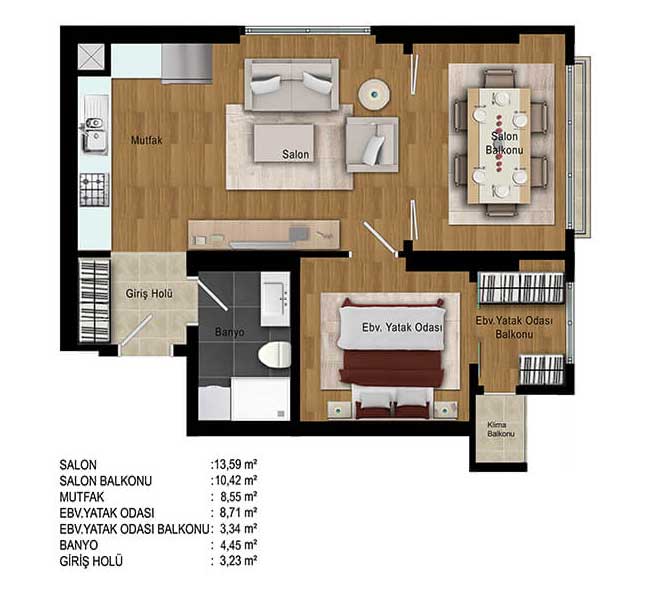 Mutfak
Salon
Salon
Balkonu
Giriş Holü
Banyo
Ebv. Yatak Odası
Ebv.Yatak Odası
Balkonu
Klima
Balkonu
SALON :13,59 m²
SALON BALKONU :10,42 m²
MUTFAK : 8,55 m²
EBV.YATAK ODASI : 8,71 m²
EBV.YATAK ODASI BALKONU : 3,34 m²
BANYO : 4,45 m²
GİRİŞ HOLÜ : 3,23 m²